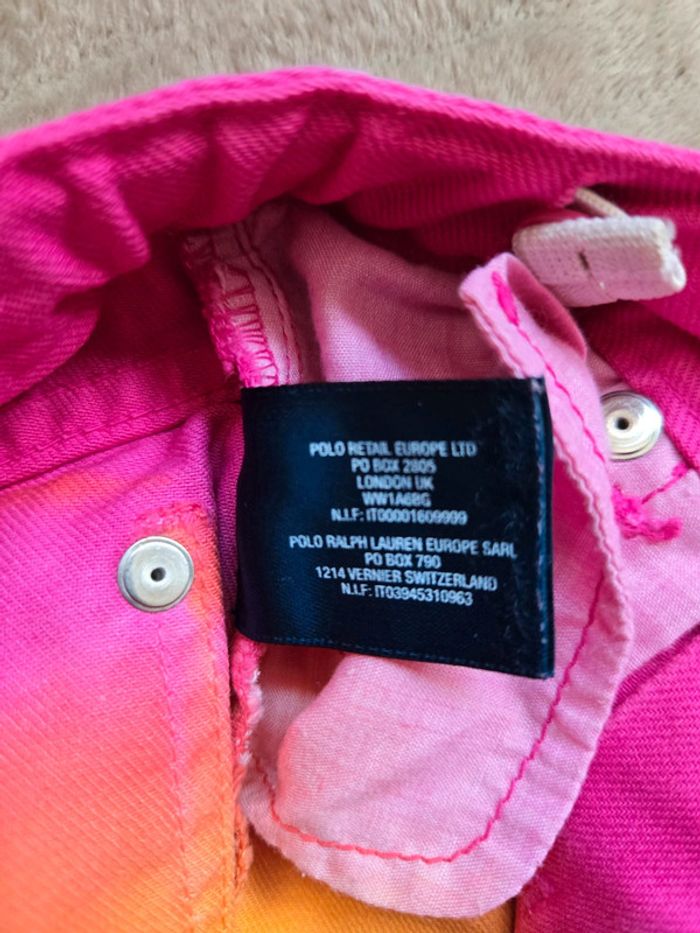 POLO RETAIL EUROPE LTD
PO BOX 2805
LONDON UK
WW1A6BG
N.I.F: IT00001609999
POLO RALPH LAUREN EUROPE SARL
PO BOX 790
1214 VERNIER SWITZERLAND
N.I.F: IT03945310963